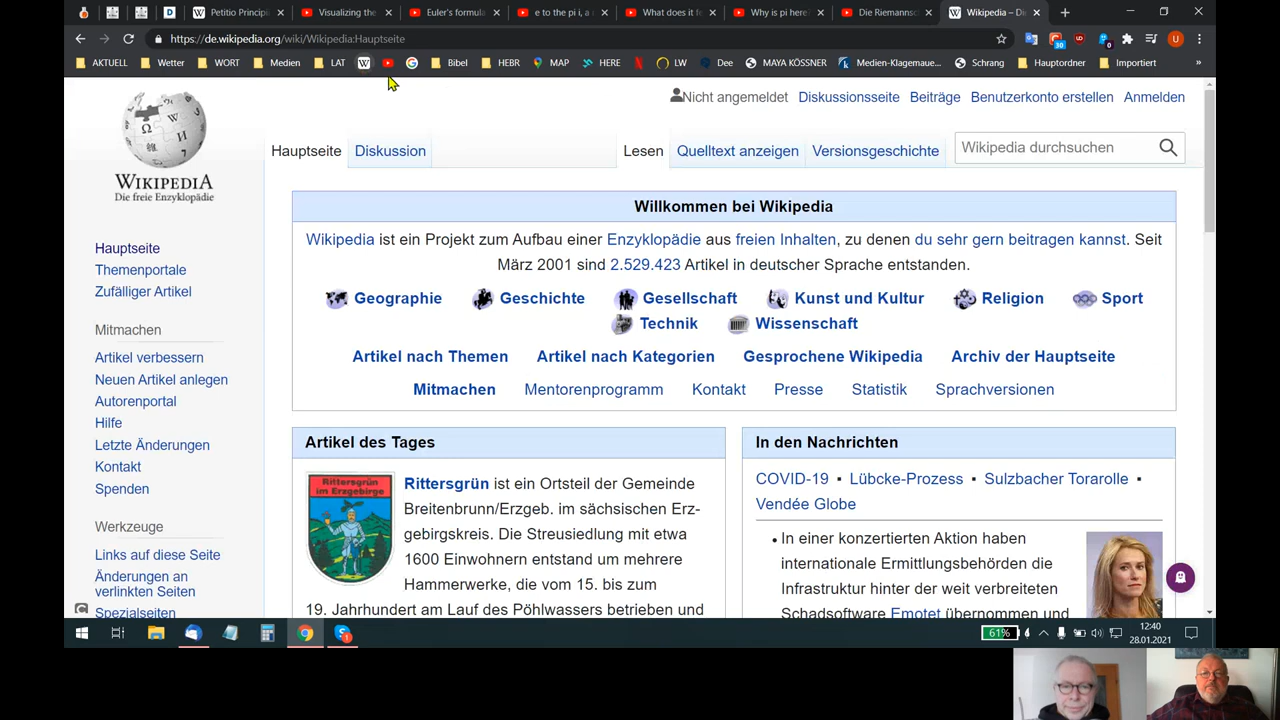 Petitio Principii
Visualizing the
Euler's formula
e to the pi i, a
What does it fe
Why is pi here?
Die Riemannsc
Wikipedia – Di
https://de.wikipedia.org/wiki/Wikipedia:Hauptseite
AKTUELL
Wetter
WORT
Medien
LAT
Bibel
HEBR
MAP
HERE
LW
Dee
MAYA KÖSSNER
Medien-Klagemaue...
Schrang
Hauptordner
Importiert
»
Nicht angemeldet Diskussionsseite Beiträge Benutzerkonto erstellen Anmelden
Hauptseite Diskussion Lesen Quelltext anzeigen Versionsgeschichte Wikipedia durchsuchen
WIKIPEDIA
Die freie Enzyklopädie
Hauptseite
Themenportale
Zufälliger Artikel
Mitmachen
Artikel verbessern
Neuen Artikel anlegen
Autorenportal
Hilfe
Letzte Änderungen
Kontakt
Spenden
Werkzeuge
Links auf diese Seite
Änderungen an
verlinkten Seiten
Spezialseiten
Willkommen bei Wikipedia
Wikipedia ist ein Projekt zum Aufbau einer Enzyklopädie aus freien Inhalten, zu denen du sehr gern beitragen kannst. Seit
März 2001 sind 2.529.423 Artikel in deutscher Sprache entstanden.
Geographie Geschichte Gesellschaft Kunst und Kultur Religion Sport
Technik Wissenschaft
Artikel nach Themen Artikel nach Kategorien Gesprochene Wikipedia Archiv der Hauptseite
Mitmachen Mentorenprogramm Kontakt Presse Statistik Sprachversionen
Artikel des Tages
Rittersgrün
im Erzgebirge
Rittersgrün ist ein Ortsteil der Gemeinde
Breitenbrunn/Erzgeb. im sächsischen Erz-
gebirgskreis. Die Streusiedlung mit etwa
1600 Einwohnern entstand um mehrere
Hammerwerke, die vom 15. bis zum
19. Jahrhundert am Lauf des Pöhlwassers betrieben und
In den Nachrichten
COVID-19 ▪ Lübcke-Prozess ▪ Sulzbacher Torarolle ▪
Vendée Globe
• In einer konzertierten Aktion haben
internationale Ermittlungsbehörden die
Infrastruktur hinter der weit verbreiteten
Schadsoftware Emotet übernommen und
61%
12:40
28.01.2021